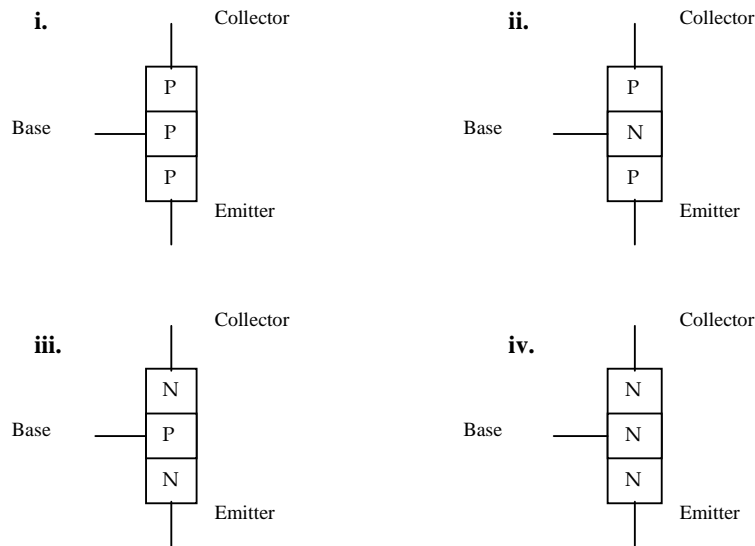 i.
Collector
P
Base
P
P
Emitter
ii.
Collector
P
Base
N
P
Emitter
iii.
Collector
N
Base
P
N
Emitter
iv.
Collector
N
Base
N
N
Emitter